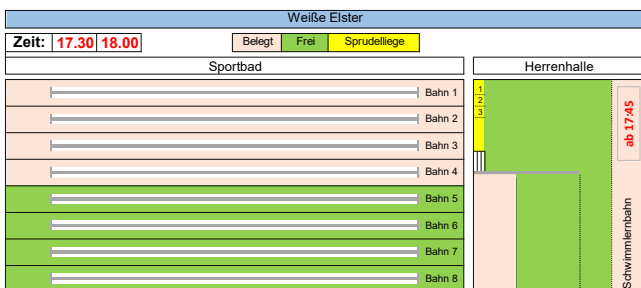 Weiße Elster
Zeit: 17.30 18.00
Belegt Frei Sprudelliege
Sportbad
Bahn 1
Bahn 2
Bahn 3
Bahn 4
Bahn 5
Bahn 6
Bahn 7
Bahn 8
Herrenhalle
1
2
3
ab 17:45
Schwimmlernbahn